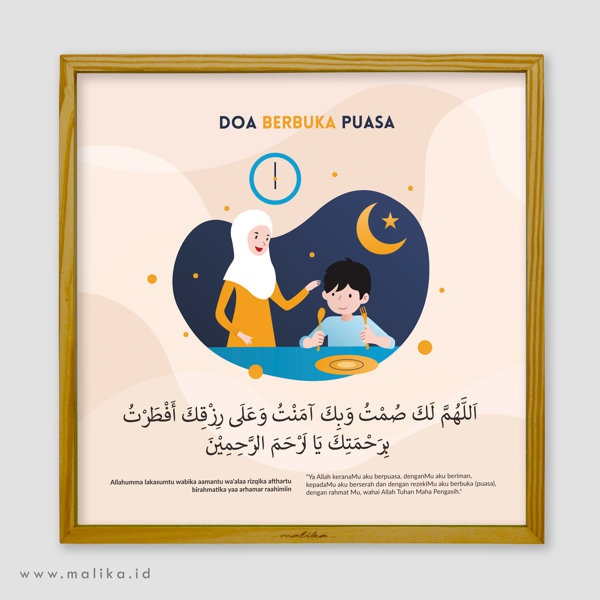 DOA BERBUKA PUASA
اَللَّهُمَّ لَكَ صُمْتُ وَبِكَ آمَنْتُ وَعَلَى رِزْقِكَ أَفْطَرْتُ
بِرَحْمَتِكَ يَا أَرْحَمَ الرَّحِمِيْنَ
Allahumma lakasumtu wabika aamantu wa'alaa rizqika afthartu
birahmatika yaa arhamar raahimiin
"Ya Allah keranaMu aku berpuasa, denganMu aku beriman,
kepadaMu aku berserah dan dengan rezekiMu aku berbuka (puasa),
dengan rahmat Mu, wahai Allah Tuhan Maha Pengasih."
malika
www.malika.id